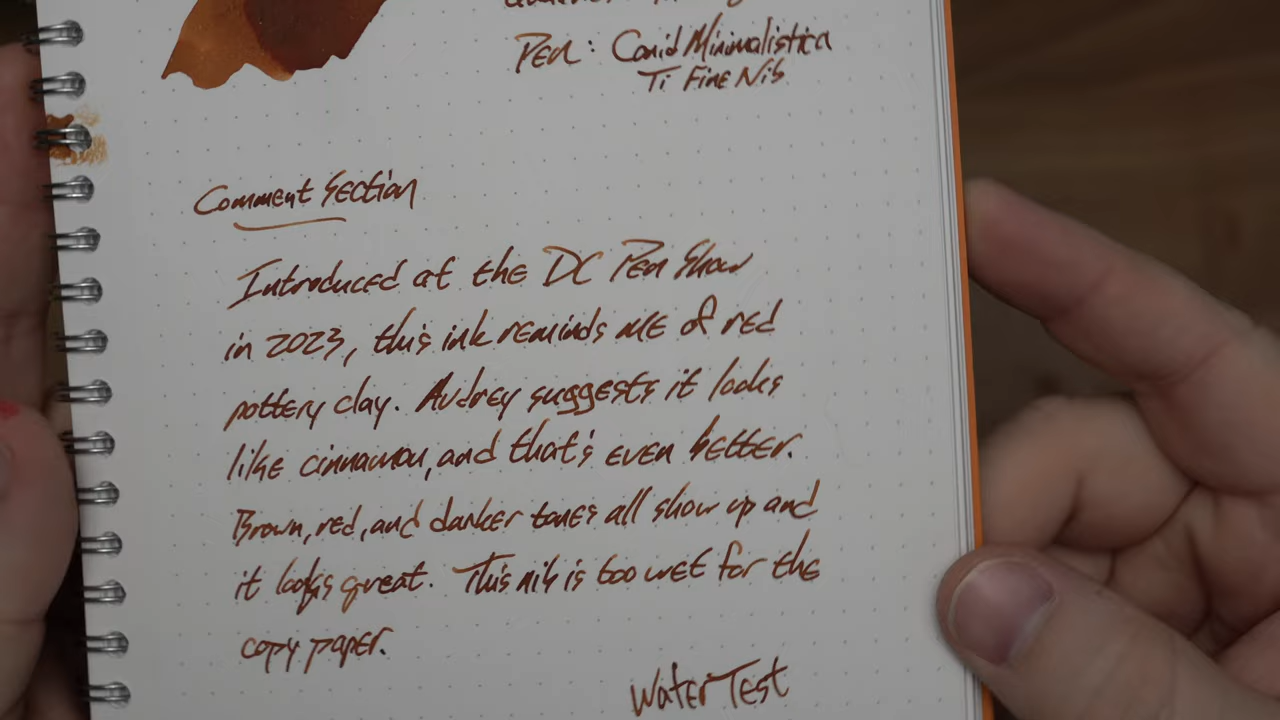 Pen: Conid Minimalistica
Ti Fine Nib
Comment Section
Introduced at the DC Pen Show
in 2023, this ink reminds me of red
pottery clay. Audrey suggests it looks
like cinnamon, and that's even better.
Brown, red, and darker tones all show up and
it looks great. This nib is too wet for the
copy paper.
Water Test